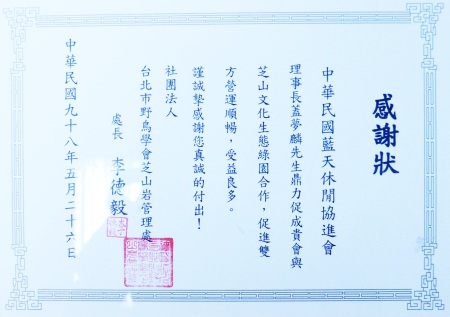 感謝狀
中華民國藍天休閒協進會
理事長蓋夢麟先生鼎力促成貴會與
芝山文化生態綠園合作，促進雙
方營運順暢，受益良多。
謹誠摯感謝您真誠的付出！
社團法人
台北市野鳥學會芝山岩管理處
處長 李德毅
中華民國九十八年五月二十六日